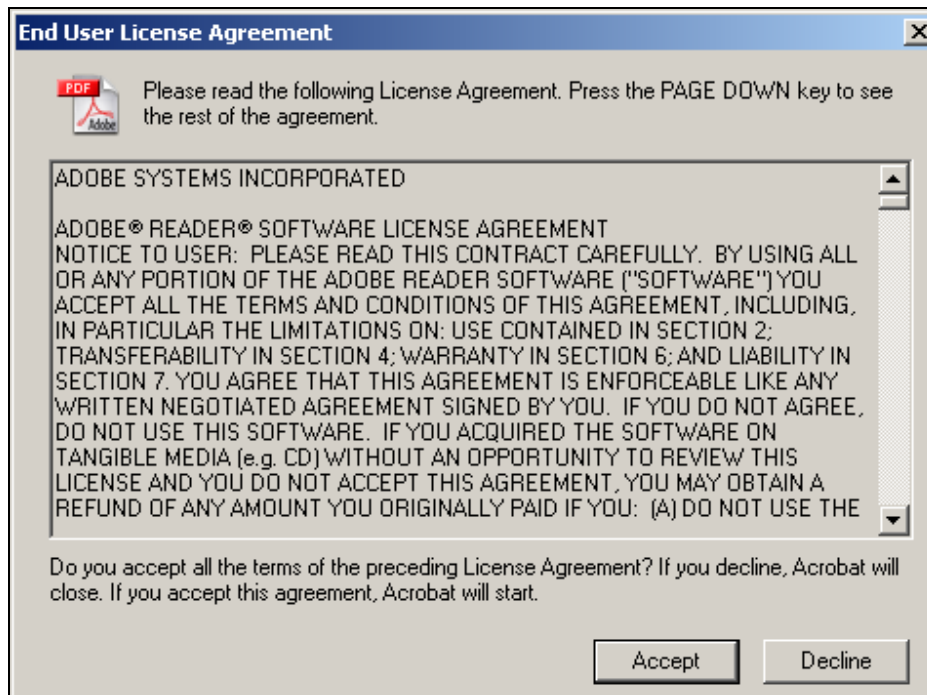 End User License Agreement
PDF
Adobe
Please read the following License Agreement. Press the PAGE DOWN key to see
the rest of the agreement.
ADOBE SYSTEMS INCORPORATED
ADOBE® READER® SOFTWARE LICENSE AGREEMENT
NOTICE TO USER:  PLEASE READ THIS CONTRACT CAREFULLY.  BY USING ALL
OR ANY PORTION OF THE ADOBE READER SOFTWARE ("SOFTWARE") YOU
ACCEPT ALL THE TERMS AND CONDITIONS OF THIS AGREEMENT, INCLUDING,
IN PARTICULAR THE LIMITATIONS ON: USE CONTAINED IN SECTION 2;
TRANSFERABILITY IN SECTION 4; WARRANTY IN SECTION 6; AND LIABILITY IN
SECTION 7. YOU AGREE THAT THIS AGREEMENT IS ENFORCEABLE LIKE ANY
WRITTEN NEGOTIATED AGREEMENT SIGNED BY YOU.  IF YOU DO NOT AGREE,
DO NOT USE THIS SOFTWARE.  IF YOU ACQUIRED THE SOFTWARE ON
TANGIBLE MEDIA (e.g. CD) WITHOUT AN OPPORTUNITY TO REVIEW THIS
LICENSE AND YOU DO NOT ACCEPT THIS AGREEMENT, YOU MAY OBTAIN A
REFUND OF ANY AMOUNT YOU ORIGINALLY PAID IF YOU:  (A) DO NOT USE THE
Do you accept all the terms of the preceding License Agreement? If you decline, Acrobat will
close. If you accept this agreement, Acrobat will start.
Accept
Decline